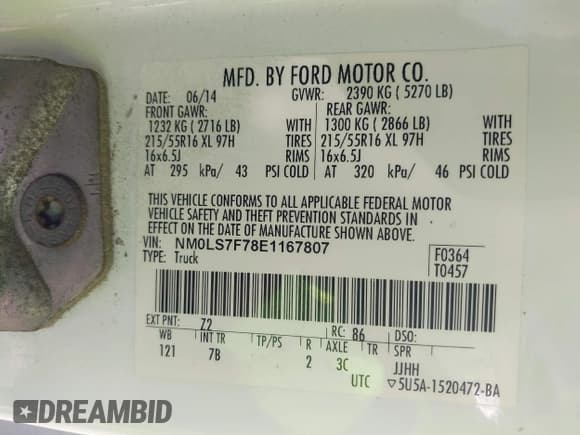 MFD. BY FORD MOTOR CO.
DATE: 06/14 GVWR: 2390 KG ( 5270 LB)
FRONT GAWR: REAR GAWR:
1232 KG ( 2716 LB) WITH 1300 KG ( 2866 LB) WITH
215/55R16 XL 97H TIRES 215/55R16 XL 97H TIRES
16x6.5J RIMS 16x6.5J RIMS
AT 295 kPa/ 43 PSI COLD AT 320 kPa/ 46 PSI COLD
THIS VEHICLE CONFORMS TO ALL APPLICABLE FEDERAL MOTOR
VEHICLE SAFETY AND THEFT PREVENTION STANDARDS IN
EFFECT ON THE DATE OF MANUFACTURE SHOWN ABOVE.
VIN: NM0LS7F78E1167807
TYPE: Truck
F0364
T0457
EXT PNT: Z2 RC: 86 DSO:
WB INT TR TP/PS R AXLE TR SPR
121 7B 2 3C JJHH
UTC ▽5U5A-1520472-BA
DREAMBID